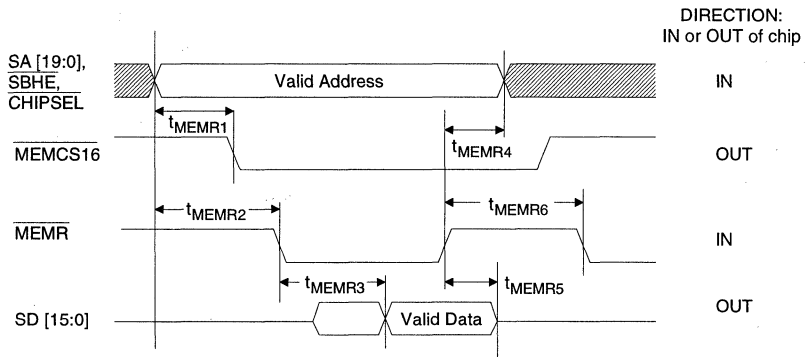 DIRECTION:
IN or OUT of chip
SA [19:0],
SBHE,
CHIPSEL
Valid Address
IN
tMEMR1
tMEMR4
MEMCS16
OUT
tMEMR2
tMEMR6
MEMR
IN
tMEMR3
tMEMR5
SD [15:0]
Valid Data
OUT